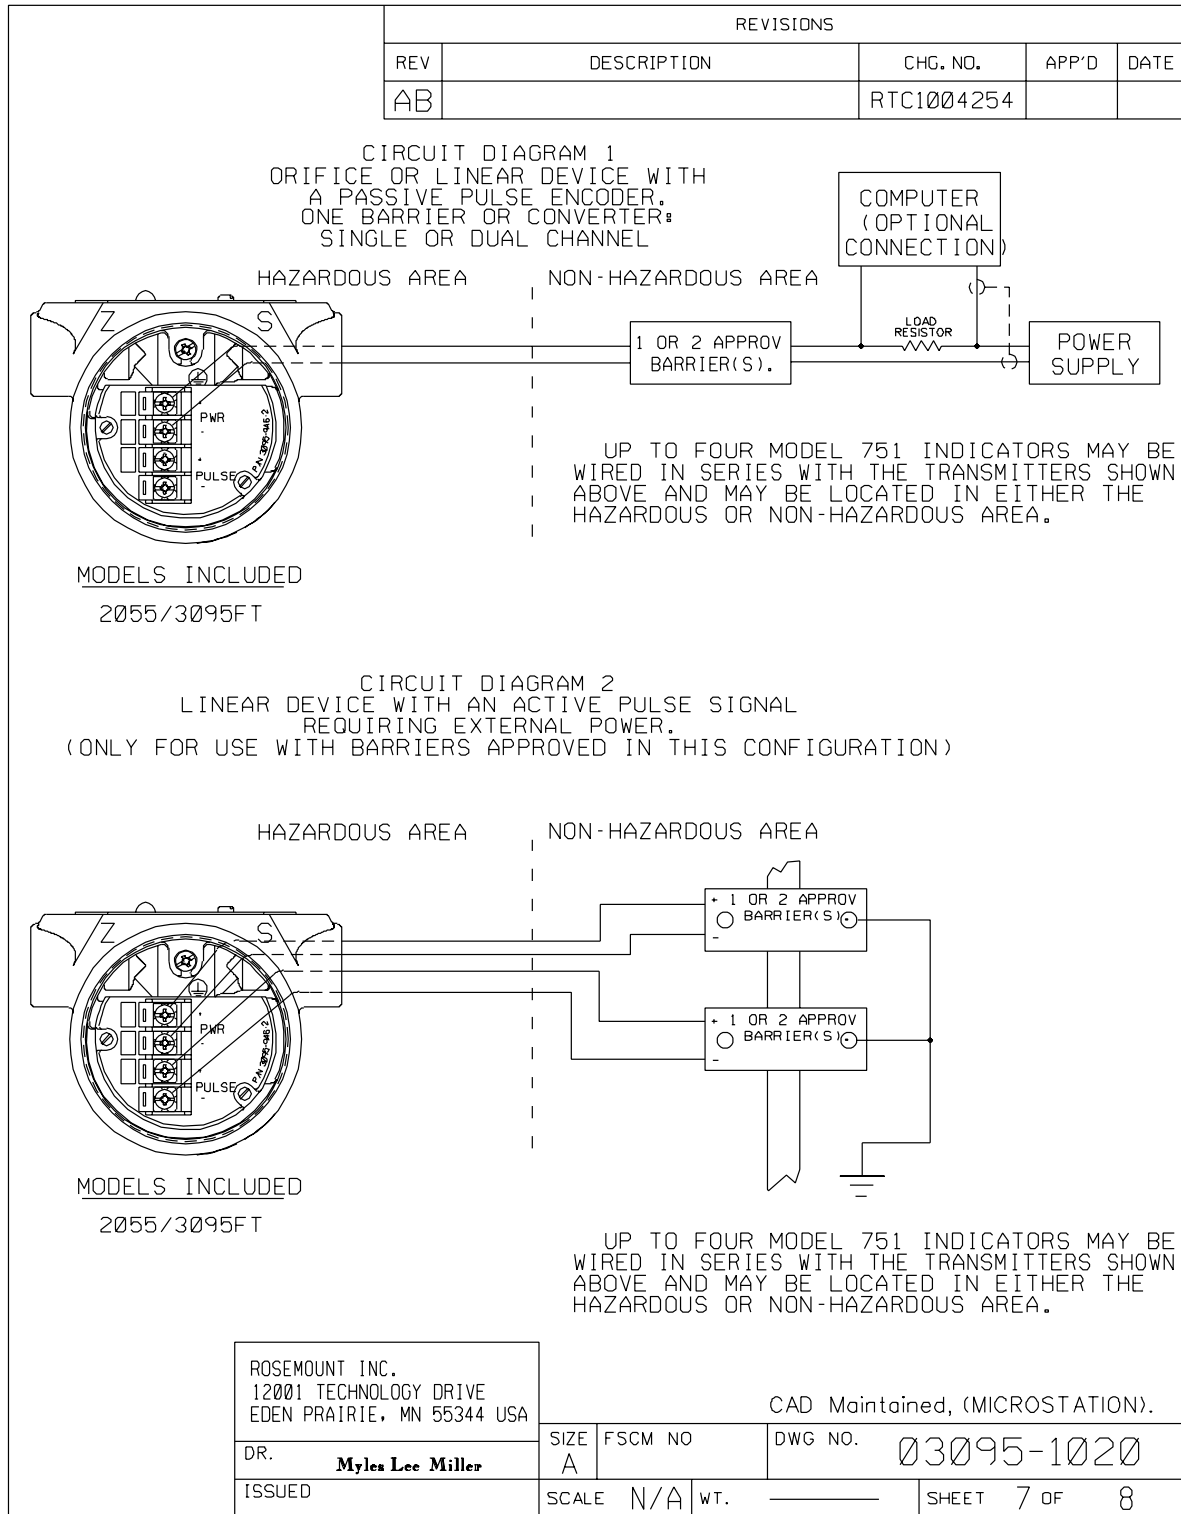 REVISIONS
REV DESCRIPTION CHG. NO. APP'D DATE
AB RTC1004254
CIRCUIT DIAGRAM 1
ORIFICE OR LINEAR DEVICE WITH
A PASSIVE PULSE ENCODER.
ONE BARRIER OR CONVERTER:
SINGLE OR DUAL CHANNEL
COMPUTER
(OPTIONAL
CONNECTION)
HAZARDOUS AREA
NON-HAZARDOUS AREA
Z S
LOAD
RESISTOR
1 OR 2 APPROV
BARRIER(S).
POWER
SUPPLY
+
PWR
-
+
PULSE
-
UP TO FOUR MODEL 751 INDICATORS MAY BE
WIRED IN SERIES WITH THE TRANSMITTERS SHOWN
ABOVE AND MAY BE LOCATED IN EITHER THE
HAZARDOUS OR NON-HAZARDOUS AREA.
MODELS INCLUDED
2055/3095FT
CIRCUIT DIAGRAM 2
LINEAR DEVICE WITH AN ACTIVE PULSE SIGNAL
REQUIRING EXTERNAL POWER.
(ONLY FOR USE WITH BARRIERS APPROVED IN THIS CONFIGURATION)
HAZARDOUS AREA
NON-HAZARDOUS AREA
Z S
+ 1 OR 2 APPROV
BARRIER(S).
-
+
PWR
-
+
PULSE
-
+ 1 OR 2 APPROV
BARRIER(S).
-
MODELS INCLUDED
2055/3095FT
UP TO FOUR MODEL 751 INDICATORS MAY BE
WIRED IN SERIES WITH THE TRANSMITTERS SHOWN
ABOVE AND MAY BE LOCATED IN EITHER THE
HAZARDOUS OR NON-HAZARDOUS AREA.
ROSEMOUNT INC.
12001 TECHNOLOGY DRIVE
EDEN PRAIRIE, MN 55344 USA
CAD Maintained, (MICROSTATION).
DR. Myles Lee Miller
SIZE A
FSCM NO
DWG NO. 03095-1020
ISSUED
SCALE N/A WT. SHEET 7 OF 8